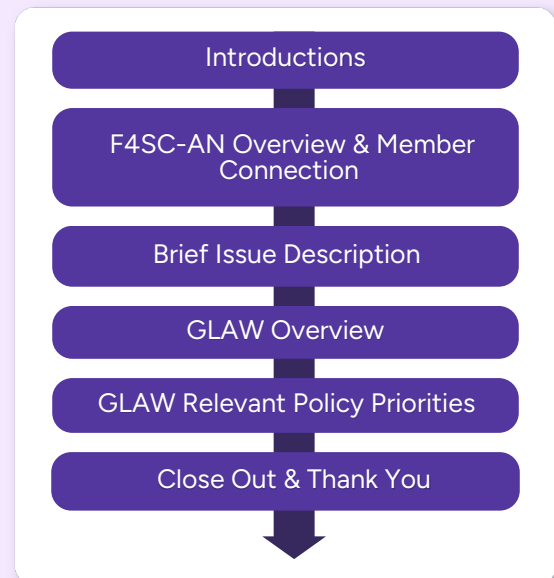 Introductions
F4SC-AN Overview & Member
Connection
Brief Issue Description
GLAW Overview
GLAW Relevant Policy Priorities
Close Out & Thank You